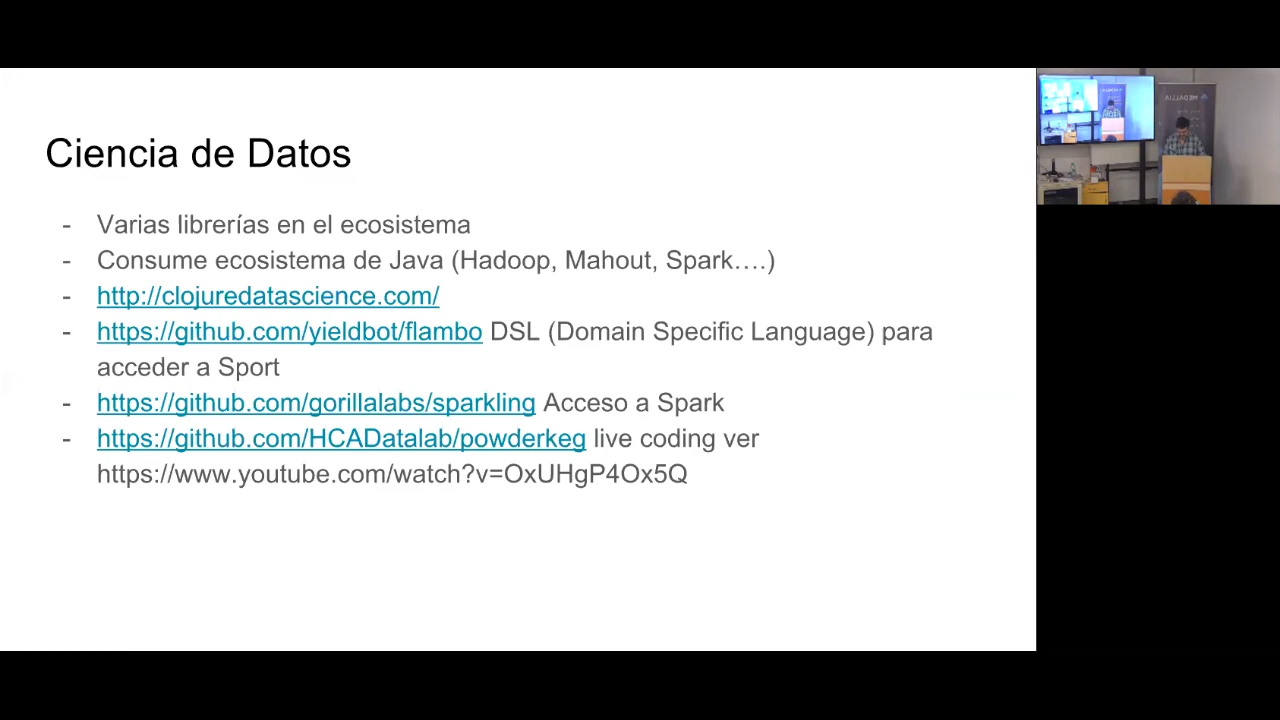 Ciencia de Datos
- Varias librerías en el ecosistema
- Consume ecosistema de Java (Hadoop, Mahout, Spark….)
- http://clojuredatascience.com/
- https://github.com/yieldbot/flambo DSL (Domain Specific Language) para
acceder a Sport
- https://github.com/gorillalabs/sparkling Acceso a Spark
- https://github.com/HCADatalab/powderkeg live coding ver
https://www.youtube.com/watch?v=OxUHgP4Ox5Q
MEDALLIA